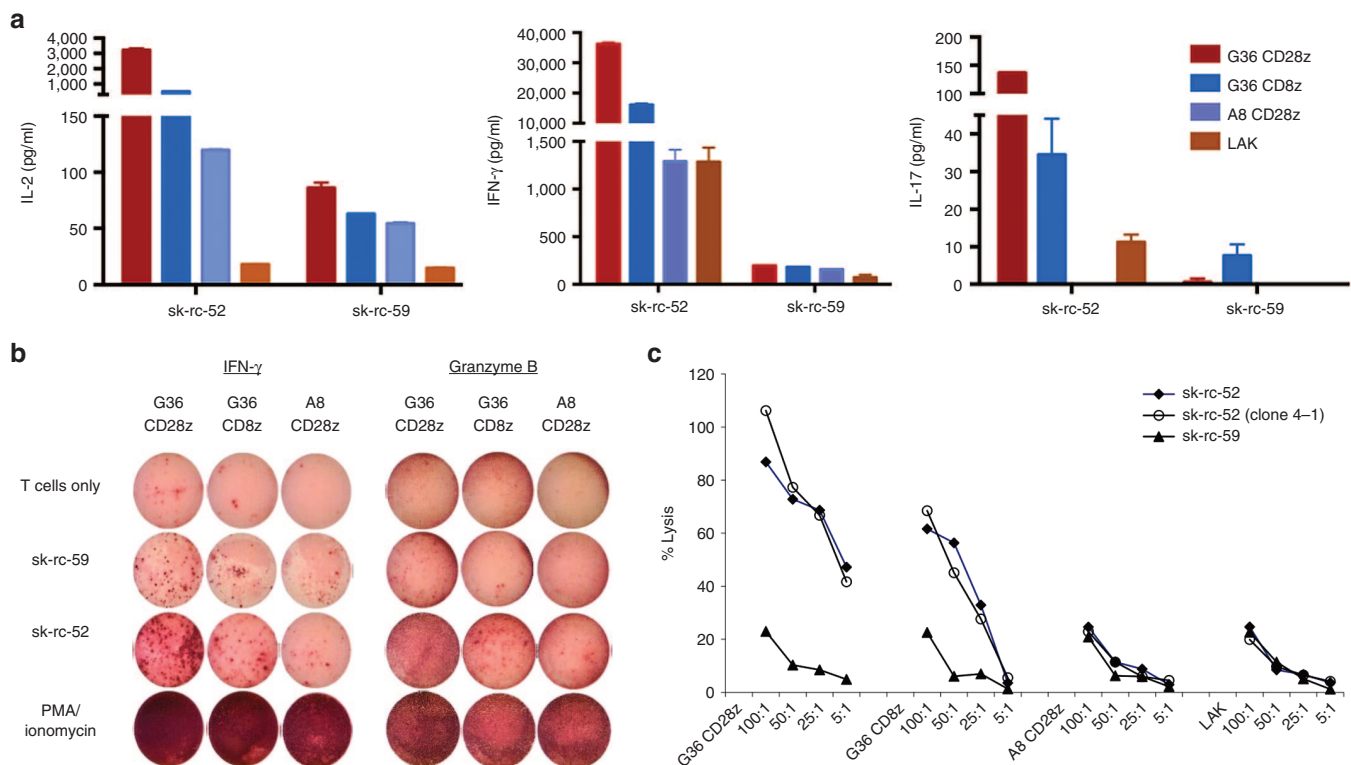 a
4,000
3,000
2,000
1,000
150
100
50
0
IL-2 (pg/ml)
sk-rc-52
sk-rc-59
40,000
30,000
20,000
10,000
1,500
1,000
500
0
IFN-γ (pg/ml)
sk-rc-52
sk-rc-59
200
150
100
40
30
20
10
0
IL-17 (pg/ml)
sk-rc-52
sk-rc-59
G36 CD28z
G36 CD8z
A8 CD28z
LAK
b
IFN-γ
Granzyme B
G36 CD28z
G36 CD8z
A8 CD28z
G36 CD28z
G36 CD8z
A8 CD28z
T cells only
sk-rc-59
sk-rc-52
PMA/
ionomycin
c
120
100
80
60
40
20
0
% Lysis
sk-rc-52
sk-rc-52 (clone 4–1)
sk-rc-59
G36 CD28z
100:1
50:1
25:1
5:1
G36 CD8z
100:1
50:1
25:1
5:1
A8 CD28z
100:1
50:1
25:1
5:1
LAK
100:1
50:1
25:1
5:1